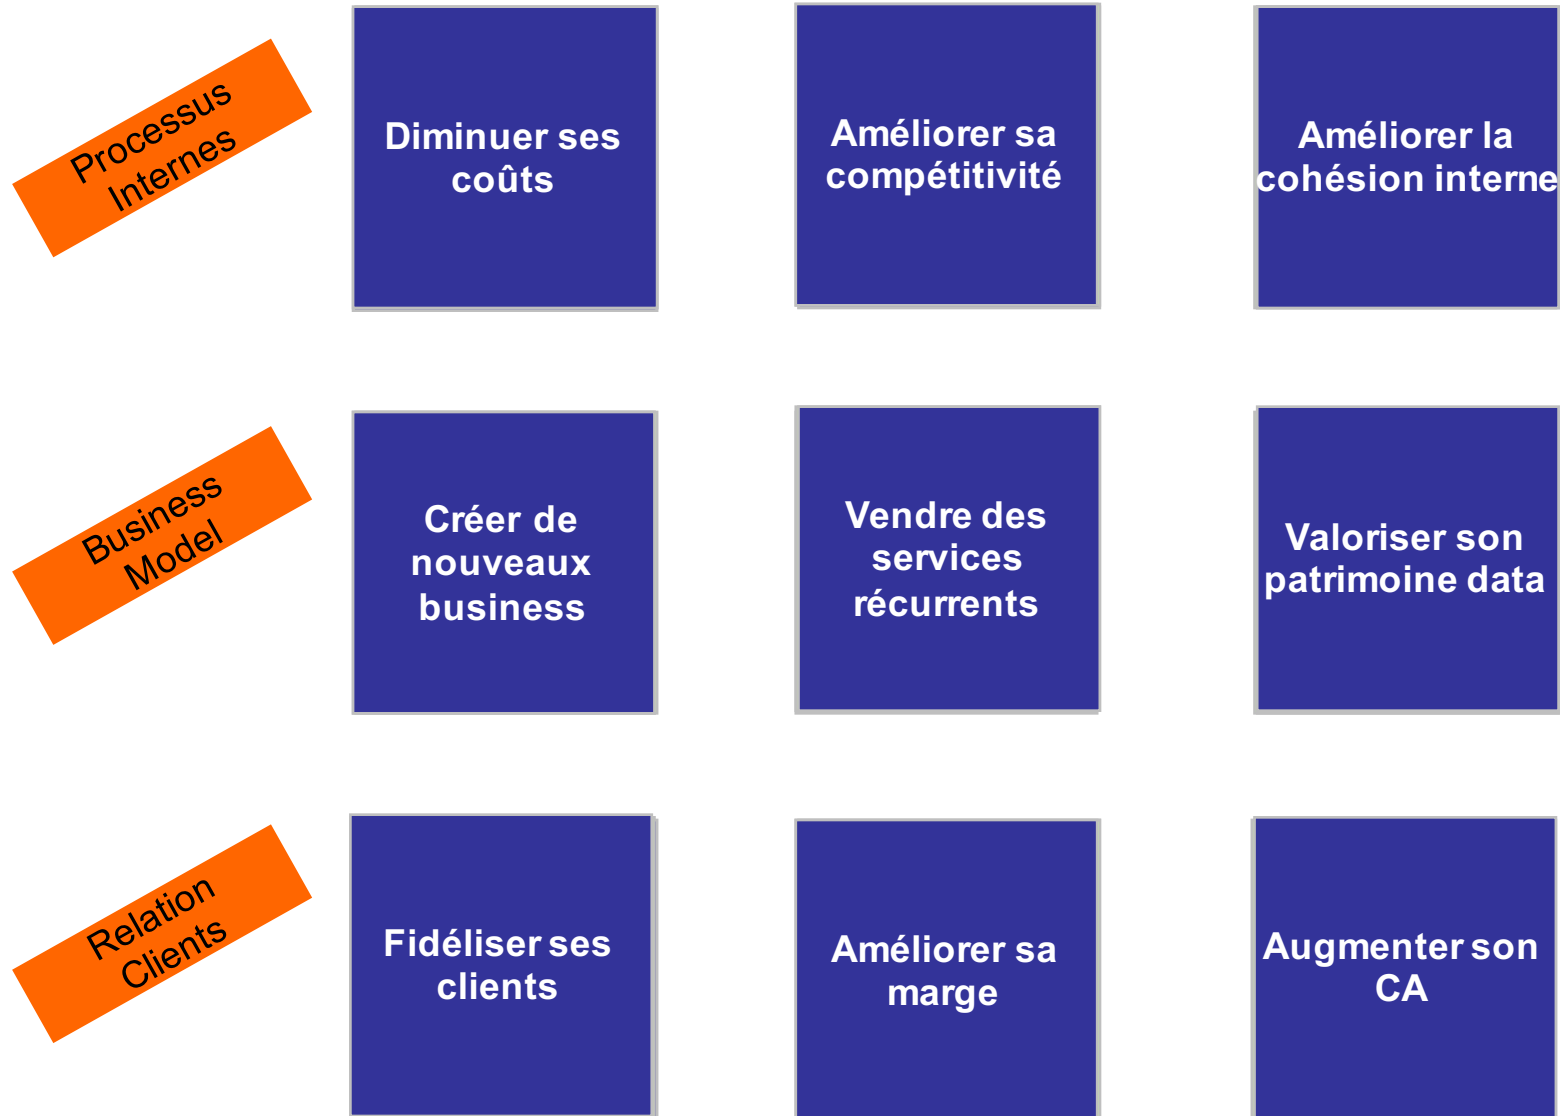 Processus
Internes
Diminuer ses
coûts
Améliorer sa
compétitivité
Améliorer la
cohésion interne
Business
Model
Créer de
nouveaux
business
Vendre des
services
récurrents
Valoriser son
patrimoine data
Relation
Clients
Fidéliser ses
clients
Améliorer sa
marge
Augmenter son
CA